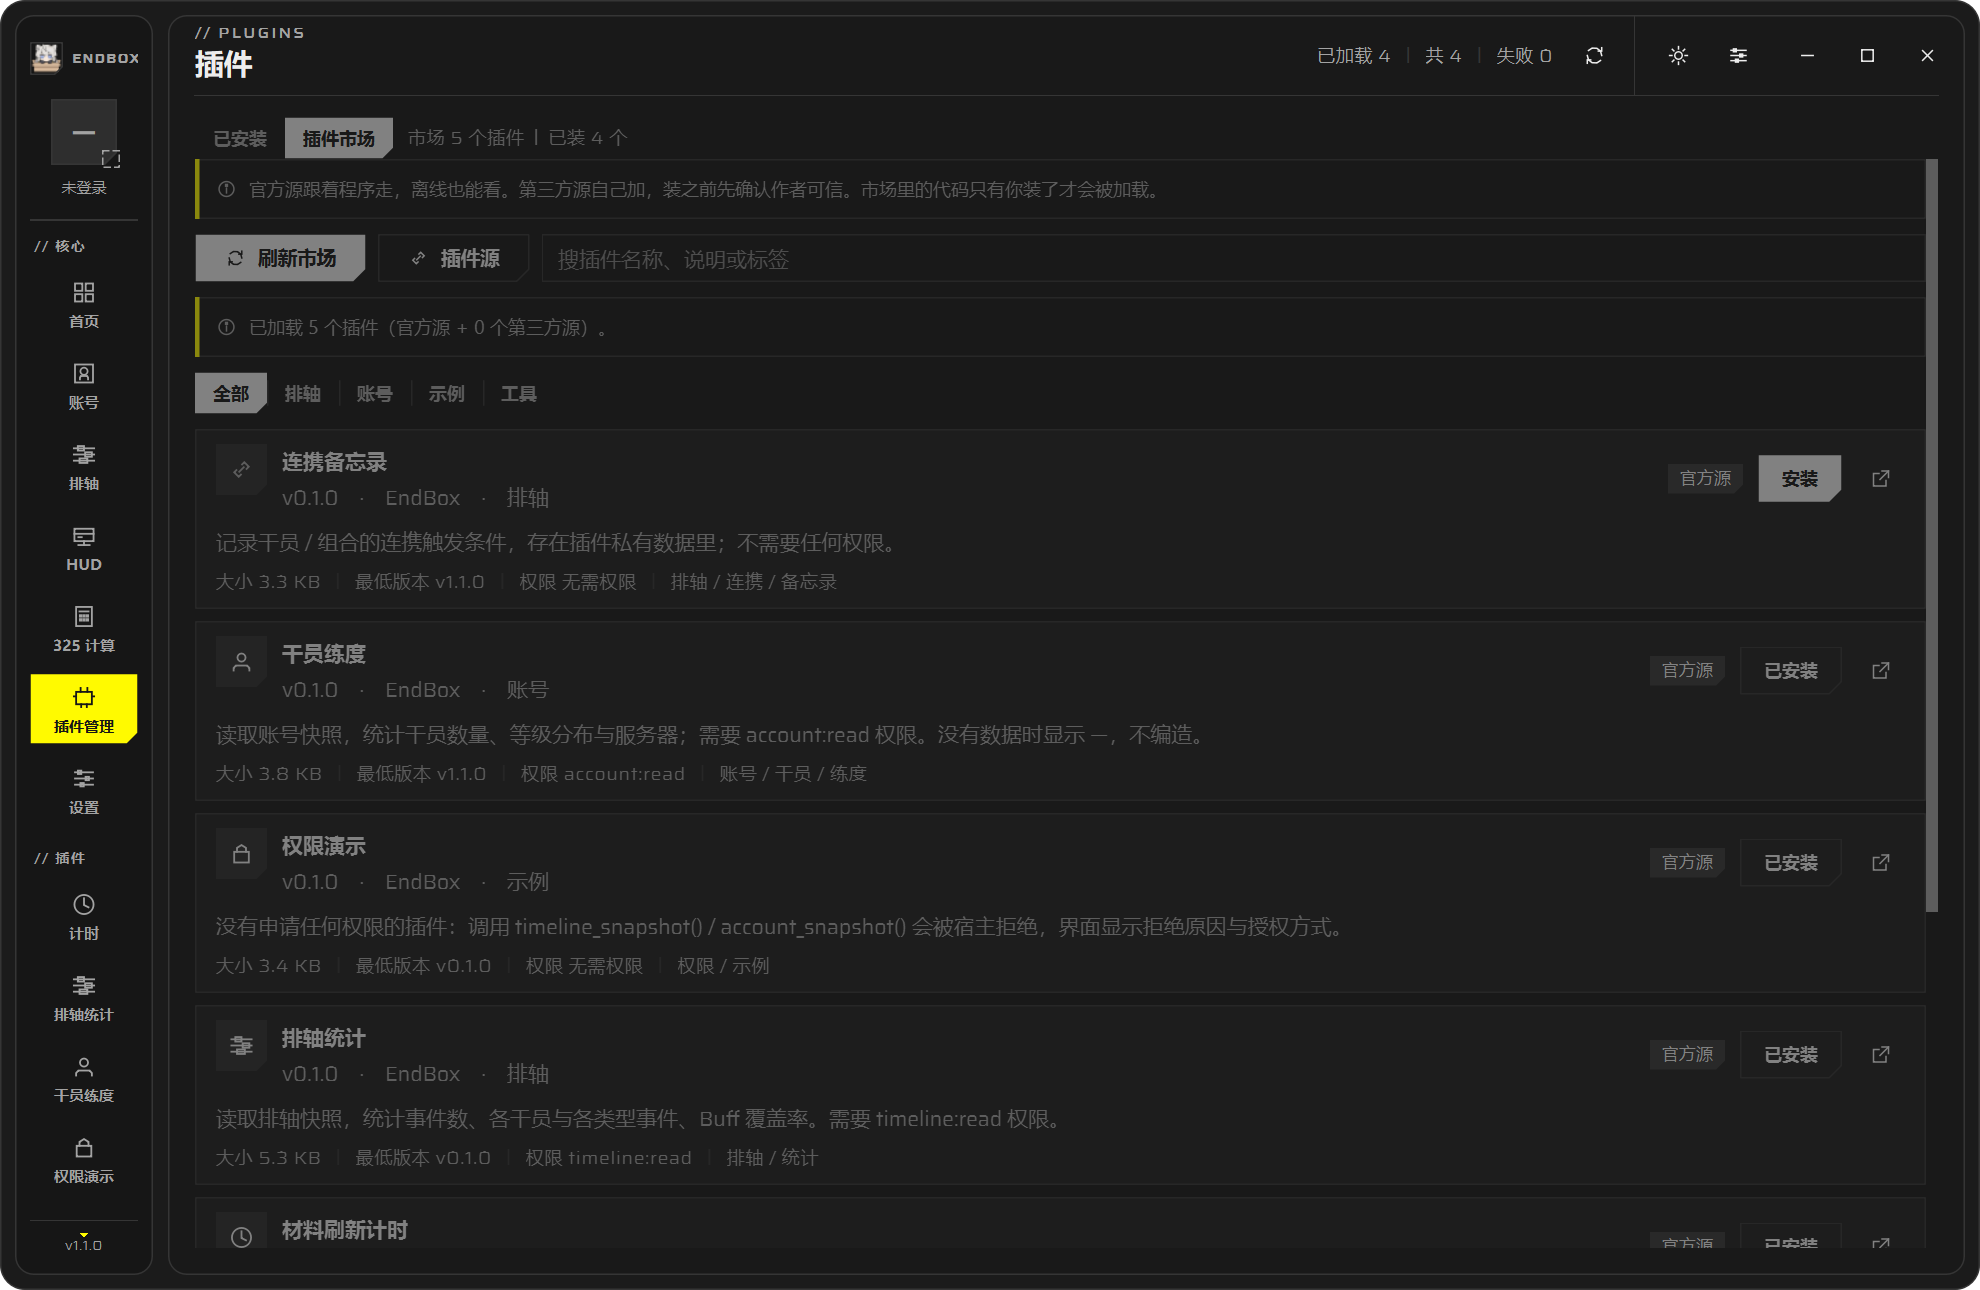 ENDBOX
未登录
// 核心
首页
账号
排轴
HUD
325 计算
插件管理
设置
// 插件
计时
排轴统计
干员练度
权限演示
v1.1.0
// PLUGINS
插件
已加载 4 | 共 4 | 失败 0
已安装 插件市场 市场 5 个插件 | 已装 4 个
官方源跟着程序走，离线也能看。第三方源自己加，装之前先确认作者可信。市场里的代码只有你装了才会被加载。
刷新市场 插件源 搜插件名称、说明或标签
已加载 5 个插件（官方源 + 0 个第三方源）。
全部 排轴 账号 示例 工具
连携备忘录
v0.1.0 · EndBox · 排轴
官方源 安装
记录干员 / 组合的连携触发条件，存在插件私有数据里；不需要任何权限。
大小 3.3 KB 最低版本 v1.1.0 权限 无需权限 排轴 / 连携 / 备忘录
干员练度
v0.1.0 · EndBox · 账号
官方源 已安装
读取账号快照，统计干员数量、等级分布与服务器；需要 account:read 权限。没有数据时显示 —，不编造。
大小 3.8 KB 最低版本 v1.1.0 权限 account:read 账号 / 干员 / 练度
权限演示
v0.1.0 · EndBox · 示例
官方源 已安装
没有申请任何权限的插件：调用 timeline_snapshot() / account_snapshot() 会被宿主拒绝，界面显示拒绝原因与授权方式。
大小 3.4 KB 最低版本 v0.1.0 权限 无需权限 权限 / 示例
排轴统计
v0.1.0 · EndBox · 排轴
官方源 已安装
读取排轴快照，统计事件数、各干员与各类型事件、Buff 覆盖率。需要 timeline:read 权限。
大小 5.3 KB 最低版本 v0.1.0 权限 timeline:read 排轴 / 统计
材料刷新计时
官方源 已安装